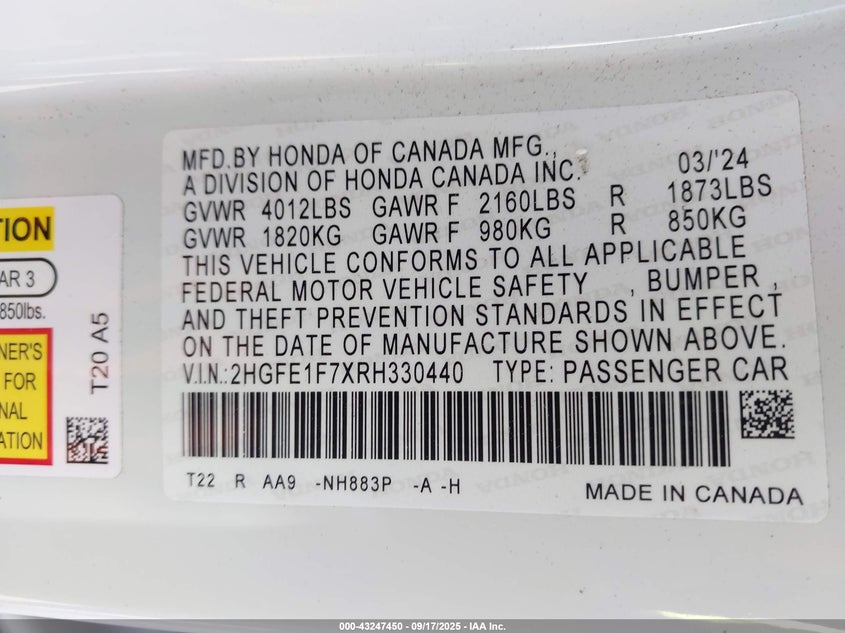 MFD.BY HONDA OF CANADA MFG.,
A DIVISION OF HONDA CANADA INC.
03/'24
GVWR 4012LBS GAWR F 2160LBS R 1873LBS
GVWR 1820KG GAWR F 980KG R 850KG
THIS VEHICLE CONFORMS TO ALL APPLICABLE
FEDERAL MOTOR VEHICLE SAFETY , BUMPER ,
AND THEFT PREVENTION STANDARDS IN EFFECT
ON THE DATE OF MANUFACTURE SHOWN ABOVE.
V.I.N.:2HGFE1F7XRH330440 TYPE: PASSENGER CAR
T22 R AA9 -NH883P -A -H
MADE IN CANADA
TION
AR 3
850lbs.
NER'S
FOR
NAL
ATION
T20 A5
000-43247450 - 09/17/2025 - IAA Inc.